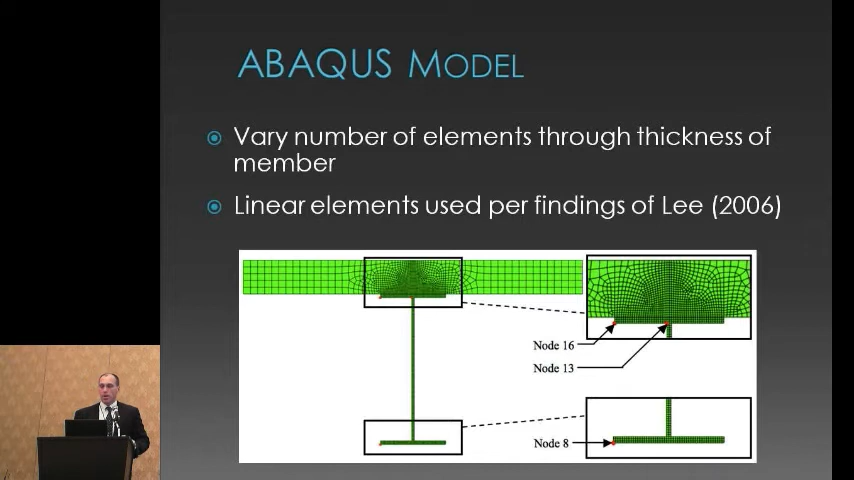 ABAQUS MODEL
Vary number of elements through thickness of
member
Linear elements used per findings of Lee (2006)
Node 16
Node 13
Node 8